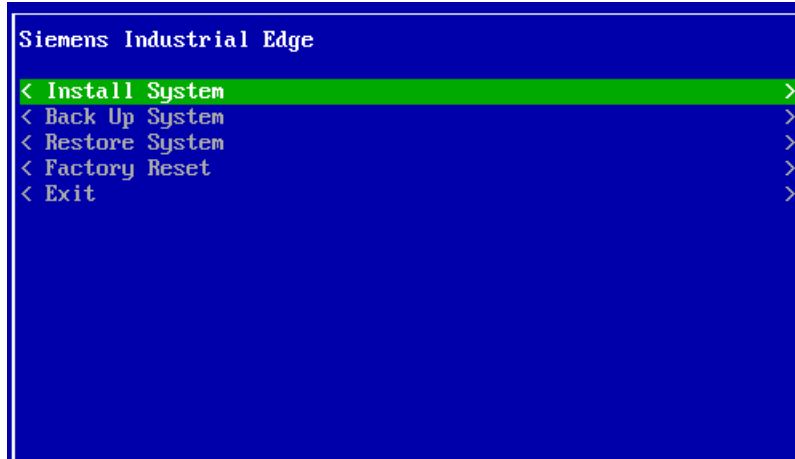 Siemens Industrial Edge
< Install System >
< Back Up System >
< Restore System >
< Factory Reset >
< Exit >